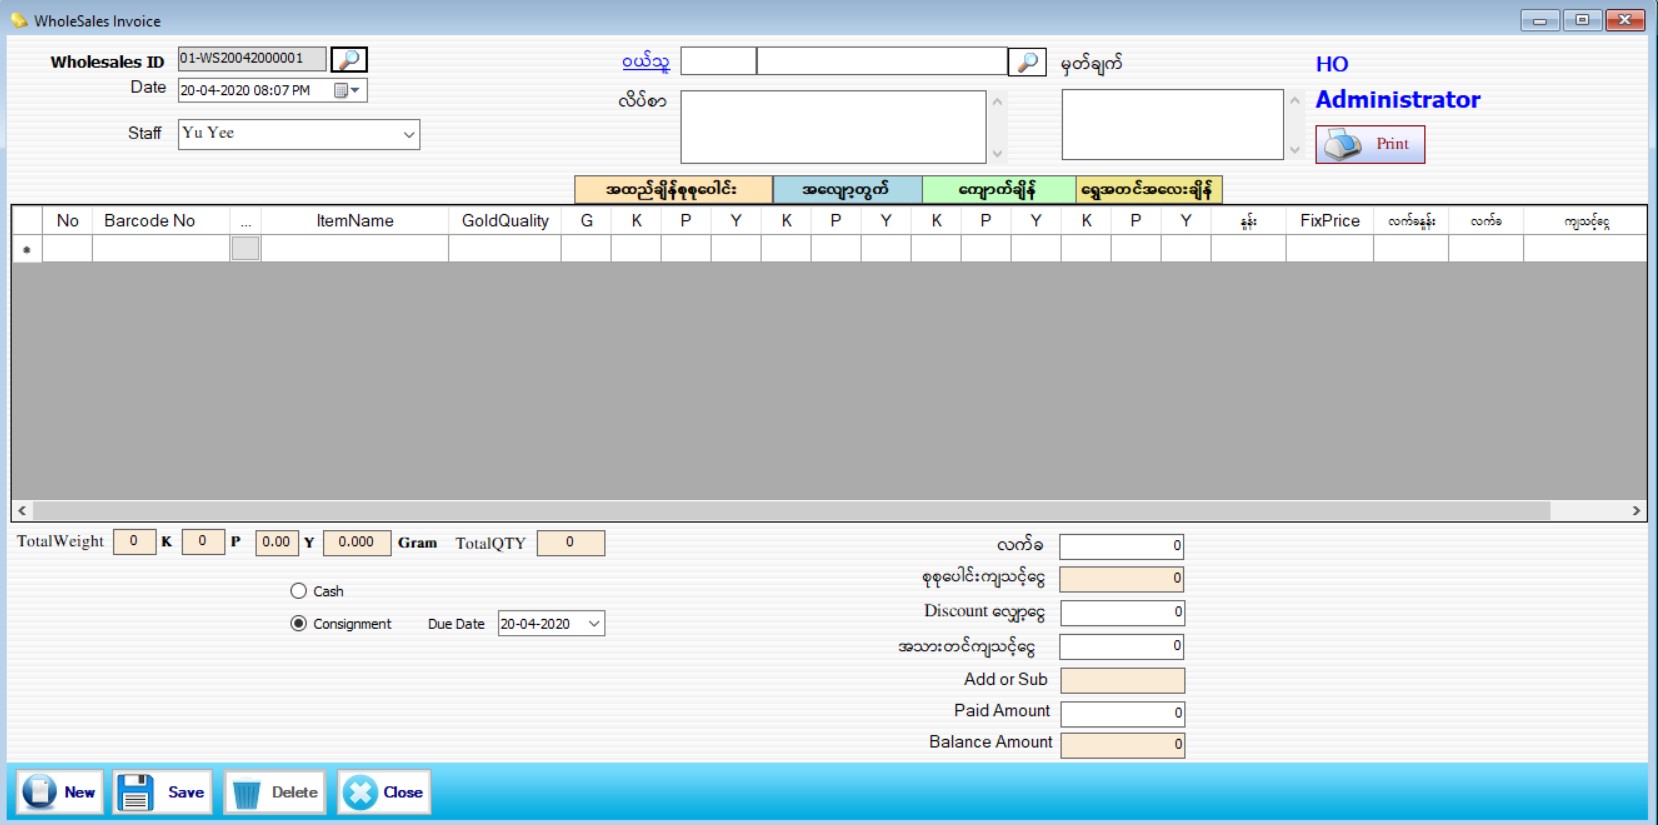 WholeSales Invoice
Wholesales ID 01-WS20042000001 ဝယ်သူ မှတ်ချက် HO
Date 20-04-2020 08:07 PM လိပ်စာ Administrator
Staff Yu Yee Print
အထည်ချိန်စုစုပေါင်း အလျော့တွက် ကျောက်ချိန် ရွှေအတင်အလေးချိန်
No Barcode No ... ItemName GoldQuality G K P Y K P Y K P Y K P Y နှုန်း FixPrice လက်ခနှုန်း လက်ခ ကျသင့်ငွေ
TotalWeight 0 K 0 P 0.00 Y 0.000 Gram TotalQTY 0 လက်ခ 0
စုစုပေါင်းကျသင့်ငွေ 0
Cash
Discount လျှော့ငွေ 0
Consignment Due Date 20-04-2020
အသားတင်ကျသင့်ငွေ 0
Add or Sub
Paid Amount 0
Balance Amount 0
New Save Delete Close